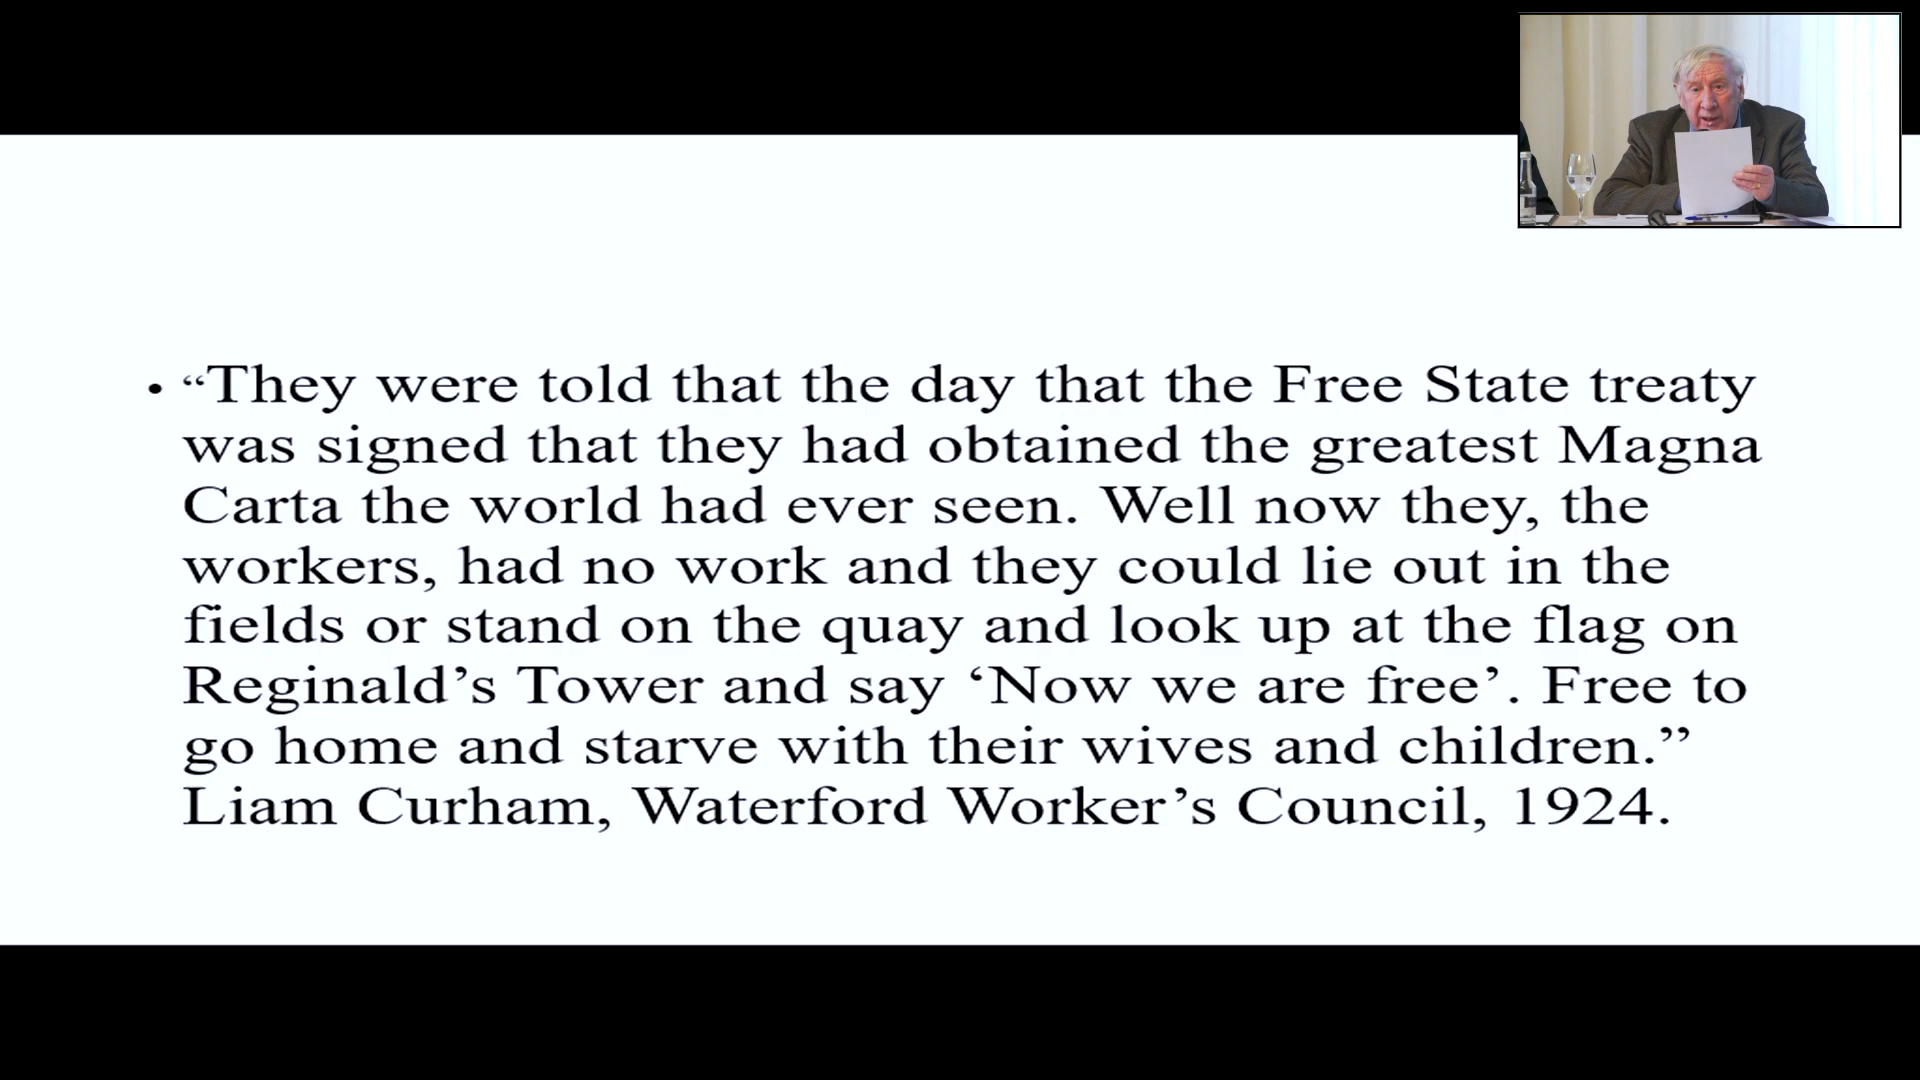 • “They were told that the day that the Free State treaty
was signed that they had obtained the greatest Magna
Carta the world had ever seen. Well now they, the
workers, had no work and they could lie out in the
fields or stand on the quay and look up at the flag on
Reginald’s Tower and say ‘Now we are free’. Free to
go home and starve with their wives and children.”
Liam Curham, Waterford Worker’s Council, 1924.